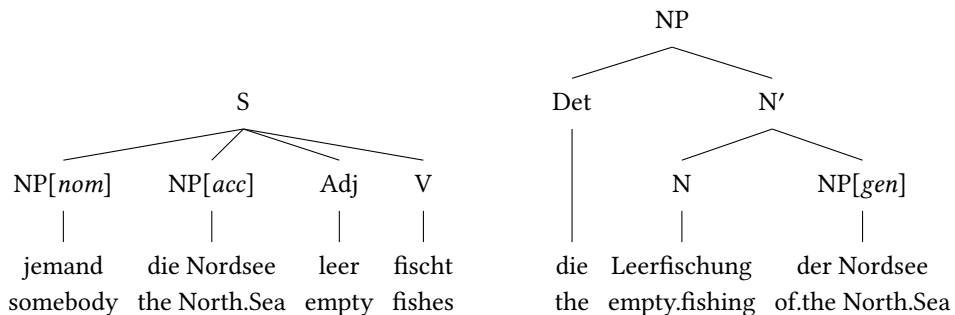 NP
S Det N′
NP[nom] NP[acc] Adj V N NP[gen]
jemand die Nordsee leer fischt die Leerfischung der Nordsee
somebody the North.Sea empty fishes the empty.fishing of.the North.Sea